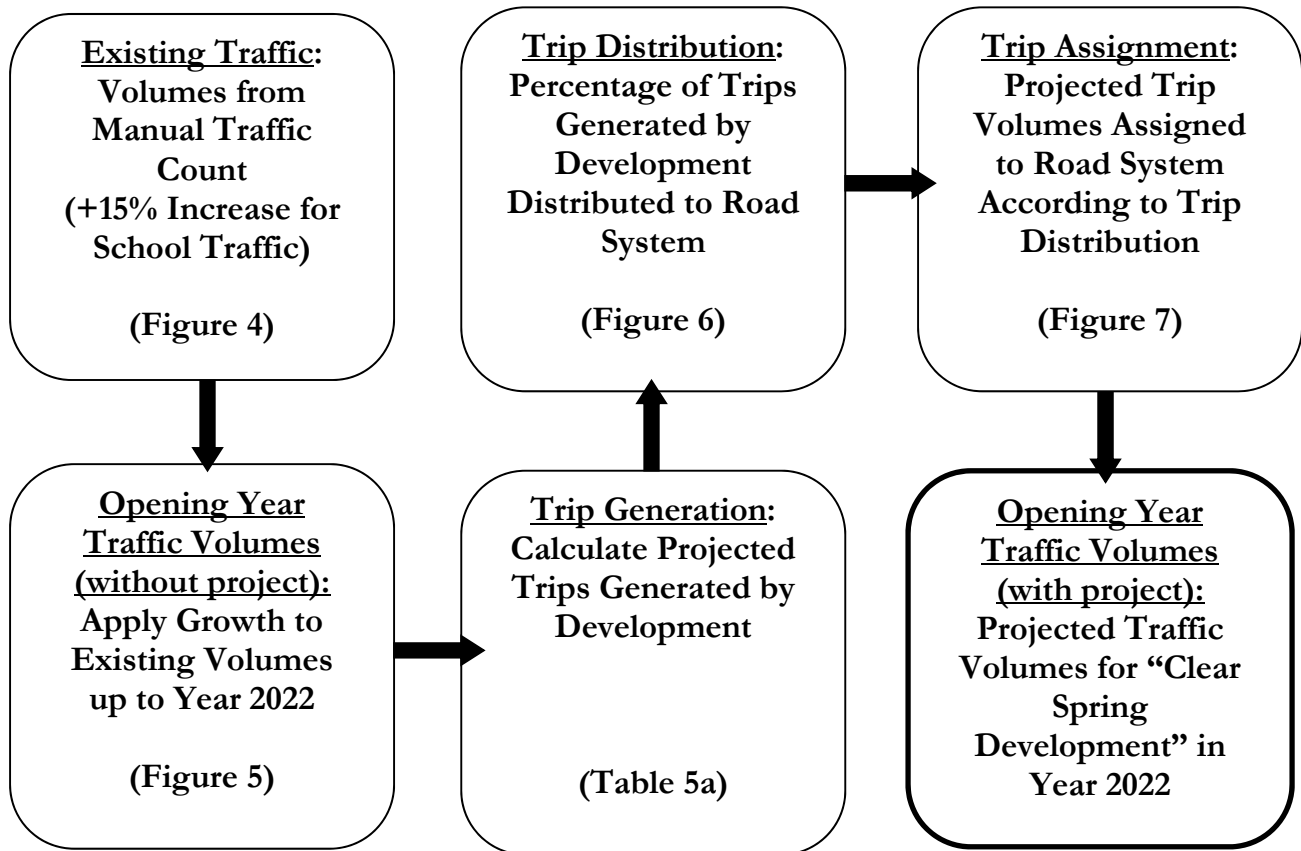 Existing Traffic:
Volumes from
Manual Traffic
Count
(+15% Increase for
School Traffic)
(Figure 4)
Opening Year
Traffic Volumes
(without project):
Apply Growth to
Existing Volumes
up to Year 2022
(Figure 5)
Trip Generation:
Calculate Projected
Trips Generated by
Development
(Table 5a)
Trip Distribution:
Percentage of Trips
Generated by
Development
Distributed to Road
System
(Figure 6)
Trip Assignment:
Projected Trip
Volumes Assigned
to Road System
According to Trip
Distribution
(Figure 7)
Opening Year
Traffic Volumes
(with project):
Projected Traffic
Volumes for “Clear
Spring
Development” in
Year 2022